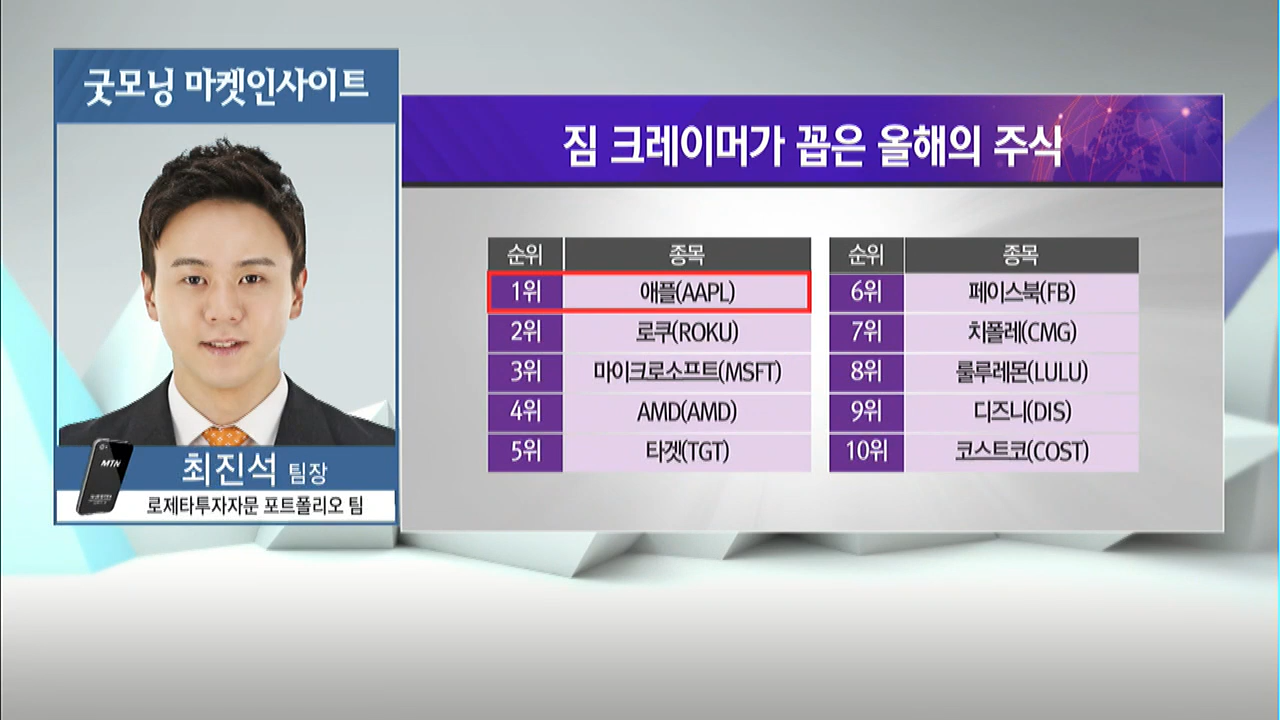 굿모닝 마켓인사이트
짐 크레이머가 꼽은 올해의 주식
순위 종목
1위 애플(AAPL)
2위 로쿠(ROKU)
3위 마이크로소프트(MSFT)
4위 AMD(AMD)
5위 타겟(TGT)
순위 종목
6위 페이스북(FB)
7위 치폴레(CMG)
8위 룰루레몬(LULU)
9위 디즈니(DIS)
10위 코스트코(COST)
MTN
최진석 팀장
로제타투자자문 포트폴리오 팀